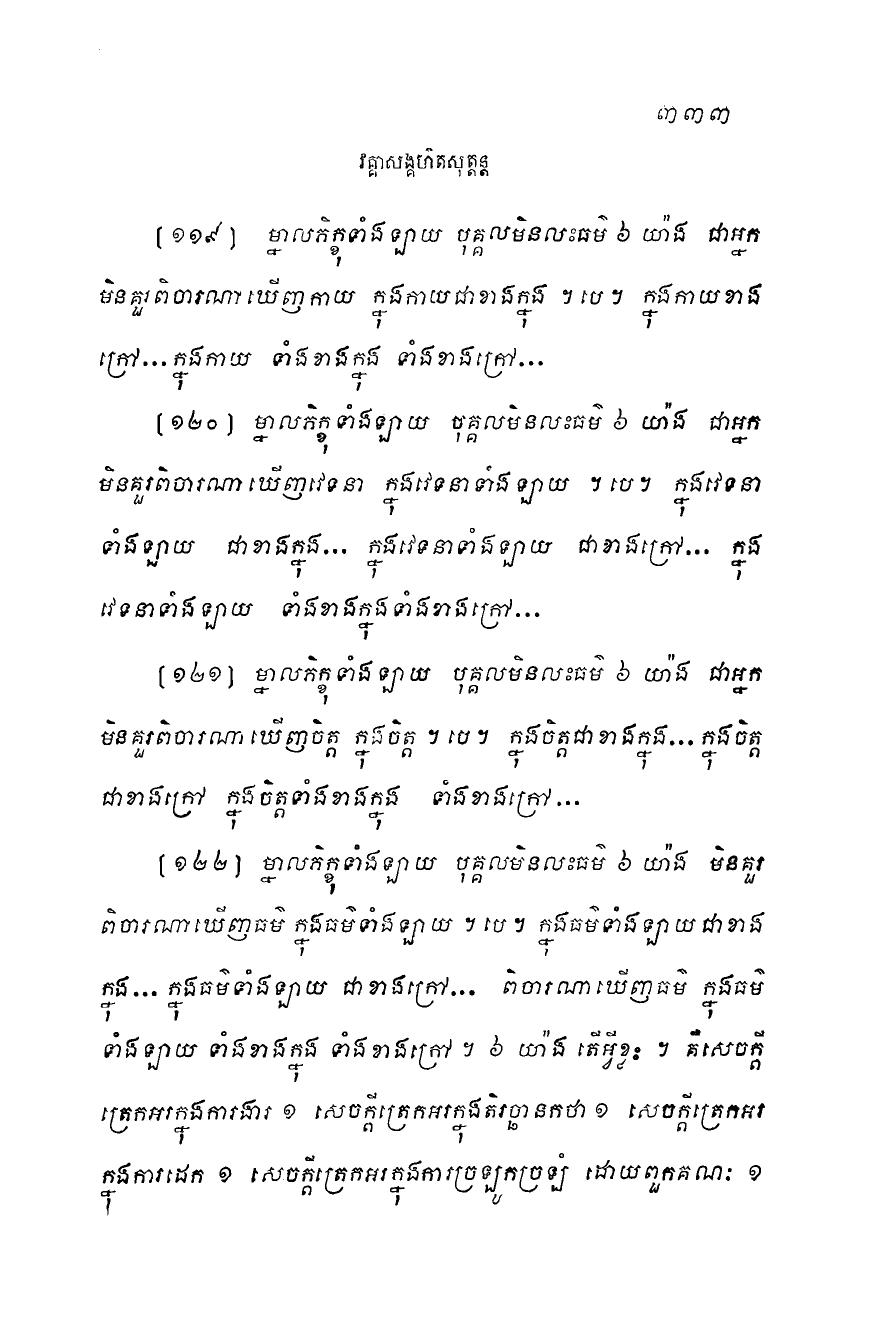 ៣៣៣
វគ្គាសង្គហិតសុត្តន្ត
(១១៩) ម្នាលភិក្ខុទាំងឡាយ បុគ្គលមិនលះធម៌ ៦ យ៉ាង ជាអ្នក
មិនគួរពិចារណាឃើញកាយ ក្នុងកាយជាខាងក្នុង ។ បេ ។ ក្នុងកាយខាង
ក្រៅ... ក្នុងកាយ ទាំងខាងក្នុង ទាំងខាងក្រៅ...
(១២០) ម្នាលភិក្ខុទាំងឡាយ បុគ្គលមិនលះធម៌ ៦ យ៉ាង ជាអ្នក
មិនគួរពិចារណាឃើញវេទនា ក្នុងវេទនាទាំងឡាយ ។ បេ ។ ក្នុងវេទនា
ទាំងឡាយ ជាខាងក្នុង... ក្នុងវេទនាទាំងឡាយ ជាខាងក្រៅ... ក្នុង
វេទនាទាំងឡាយ ទាំងខាងក្នុងទាំងខាងក្រៅ...
(១២១) ម្នាលភិក្ខុទាំងឡាយ បុគ្គលមិនលះធម៌ ៦ យ៉ាង ជាអ្នក
មិនគួរពិចារណាឃើញចិត្ត ក្នុងចិត្ត ។ បេ ។ ក្នុងចិត្តជាខាងក្នុង... ក្នុងចិត្ត
ជាខាងក្រៅ ក្នុងចិត្តទាំងខាងក្នុង ទាំងខាងក្រៅ...
(១២២) ម្នាលភិក្ខុទាំងឡាយ បុគ្គលមិនលះធម៌ ៦ យ៉ាង មិនគួរ
ពិចារណាឃើញធម៌ ក្នុងធម៌ទាំងឡាយ ។ បេ ។ ក្នុងធម៌ទាំងឡាយជាខាង
ក្នុង... ក្នុងធម៌ទាំងឡាយ ជាខាងក្រៅ... ពិចារណាឃើញធម៌ ក្នុងធម៌
ទាំងឡាយ ទាំងខាងក្នុង ទាំងខាងក្រៅ ។ ៦ យ៉ាង តើអ្វីខ្លះ ។ គឺសេចក្តី
ត្រេកអរក្នុងការងារ ១ សេចក្តីត្រេកអរក្នុងតិរច្ឆានកថា ១ សេចក្តីត្រេកអរ
ក្នុងការដេក ១ សេចក្តីត្រេកអរក្នុងការច្រឡូកច្រឡំ ដោយពួកគណៈ ១